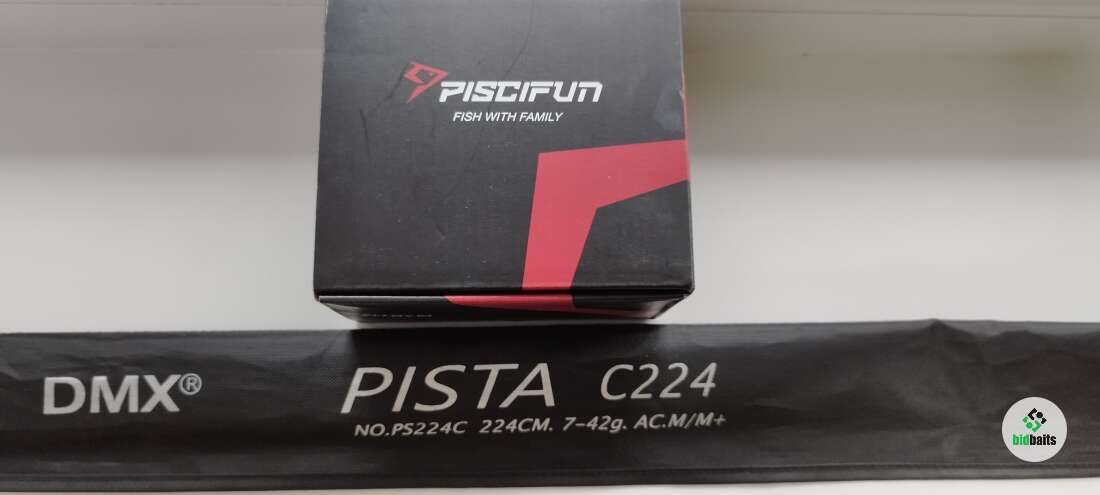 PISCIFUN
FISH WITH FAMILY
DMX® PISTA C224
NO.PS224C 224CM. 7-42g. AC.M/M+
bidbaits